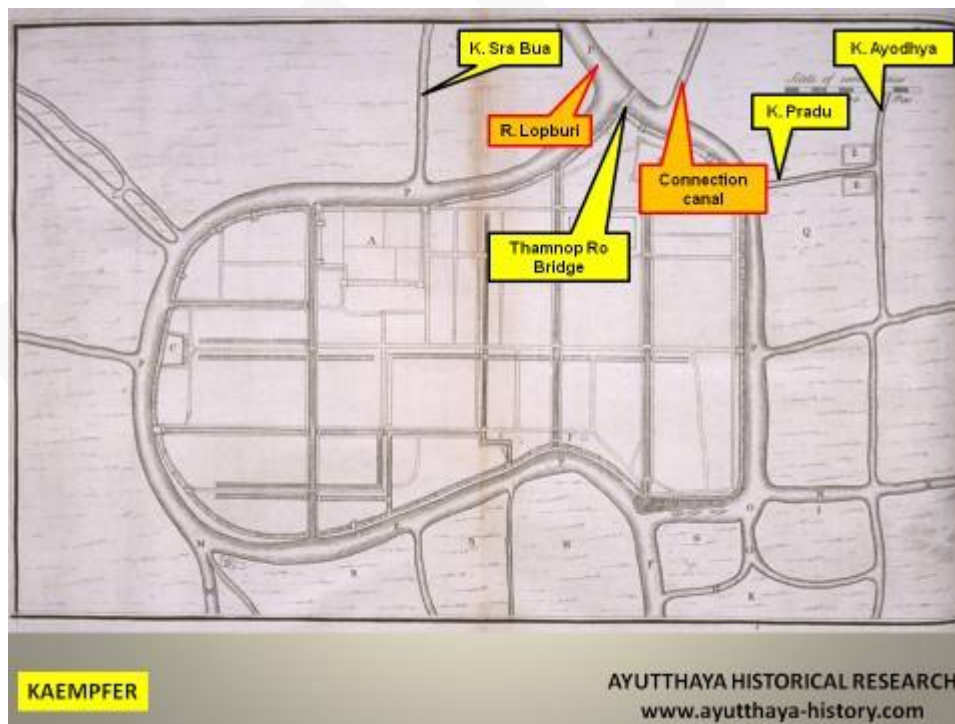 K. Sra Bua
K. Ayodhya
R. Lopburi
K. Pradu
Connection
canal
Thamnop Ro
Bridge
A
Q
C
M
B
N
H
G
K
O
KAEMPFER
AYUTTHAYA HISTORICAL RESEARCH
www.ayutthaya-history.com